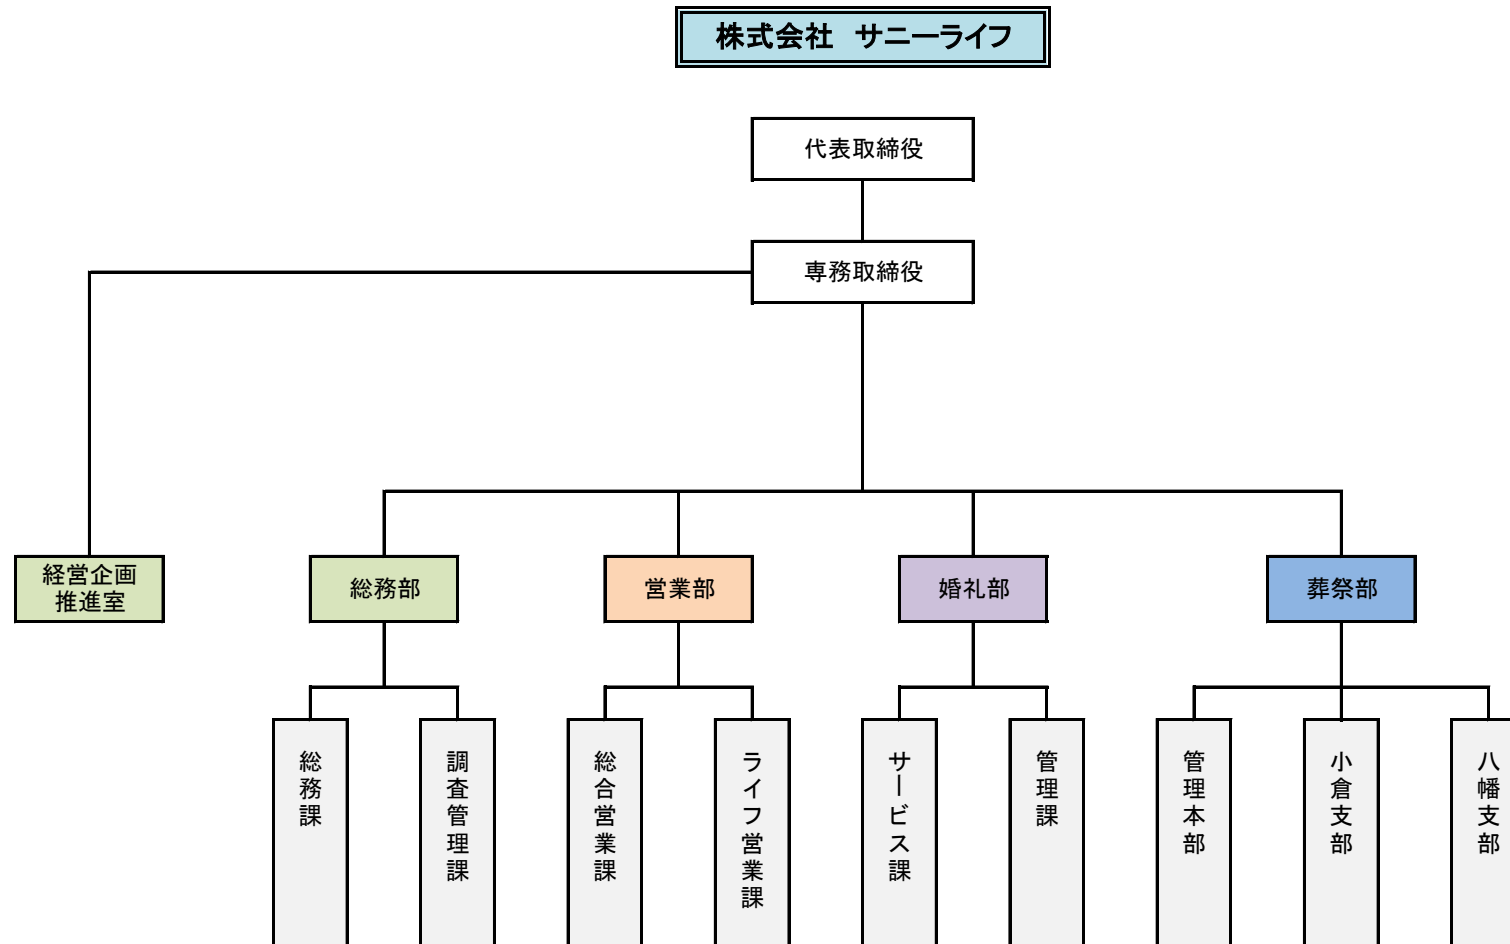 株式会社　サニーライフ
代表取締役
専務取締役
経営企画
推進室
総務部
営業部
婚礼部
葬祭部
総務課
調査管理課
総合営業課
ライフ営業課
サービス課
管理課
管理本部
小倉支部
八幡支部